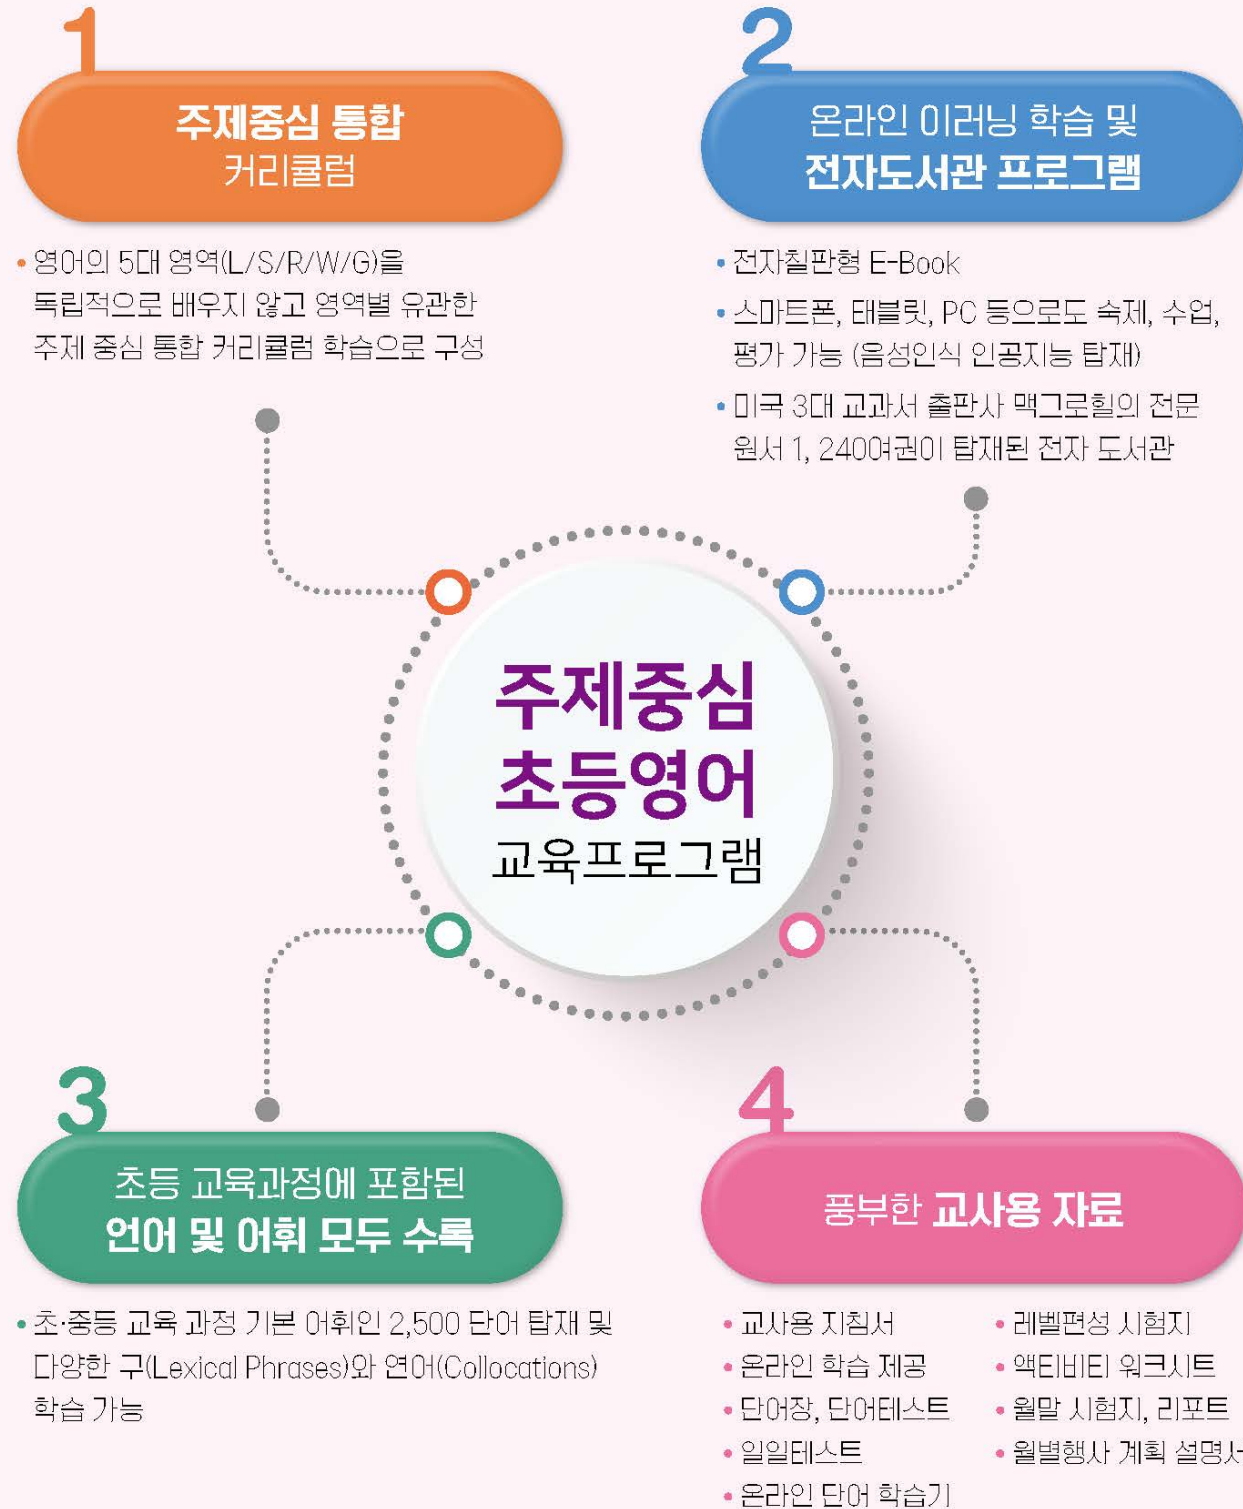 1
주제중심 통합
커리큘럼
• 영어의 5대 영역(L/S/R/W/G)을
독립적으로 배우지 않고 영역별 유관한
주제 중심 통합 커리큘럼 학습으로 구성
2
온라인 이러닝 학습 및
전자도서관 프로그램
• 전자칠판형 E-Book
• 스마트폰, 태블릿, PC 등으로도 숙제, 수업,
평가 가능 (음성인식 인공지능 탑재)
• 미국 3대 교과서 출판사 맥그로힐의 전문
원서 1, 240여권이 탑재된 전자 도서관
주제중심
초등영어
교육프로그램
3
초등 교육과정에 포함된
언어 및 어휘 모두 수록
• 초·중등 교육 과정 기본 어휘인 2,500 단어 탑재 및
다양한 구(Lexical Phrases)와 연어(Collocations)
학습 가능
4
풍부한 교사용 자료
• 교사용 지침서
• 온라인 학습 제공
• 단어장, 단어테스트
• 일일테스트
• 온라인 단어 학습기
• 레벨편성 시험지
• 액티비티 워크시트
• 월말 시험지, 리포트
• 월별행사 계획 설명서